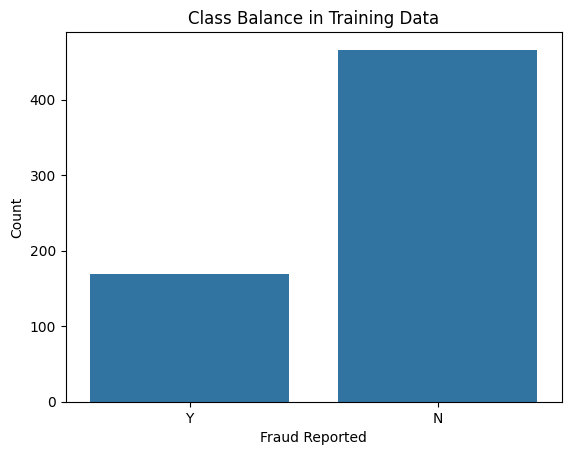 Class Balance in Training Data
Count
400
300
200
100
0
Y
N
Fraud Reported